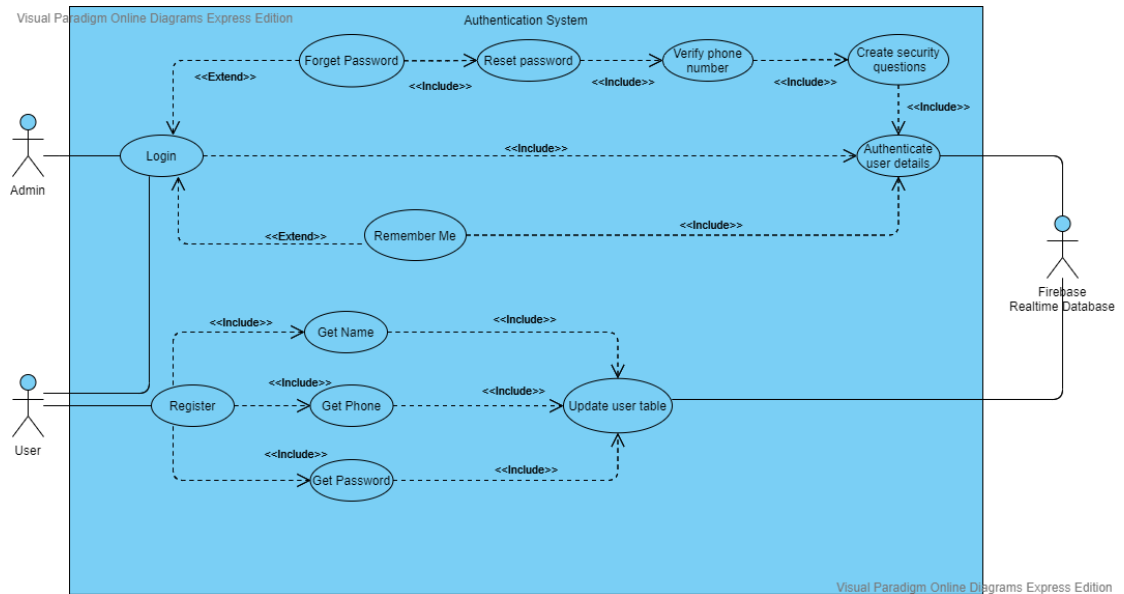 Visual Paradigm Online Diagrams Express Edition
Authentication System
Forget Password
Reset password
Verify phone
number
Create security
questions
<<Extend>>
<<Include>>
<<Include>>
<<Include>>
<<Include>>
Admin
Login
<<Include>>
Authenticate
user details
Remember Me
<<Extend>>
<<Include>>
Firebase
Realtime Database
<<Include>>
Get Name
<<Include>>
User
Register
<<Include>>
Get Phone
<<Include>>
Update user table
<<Include>>
Get Password
<<Include>>
Visual Paradigm Online Diagrams Express Edition